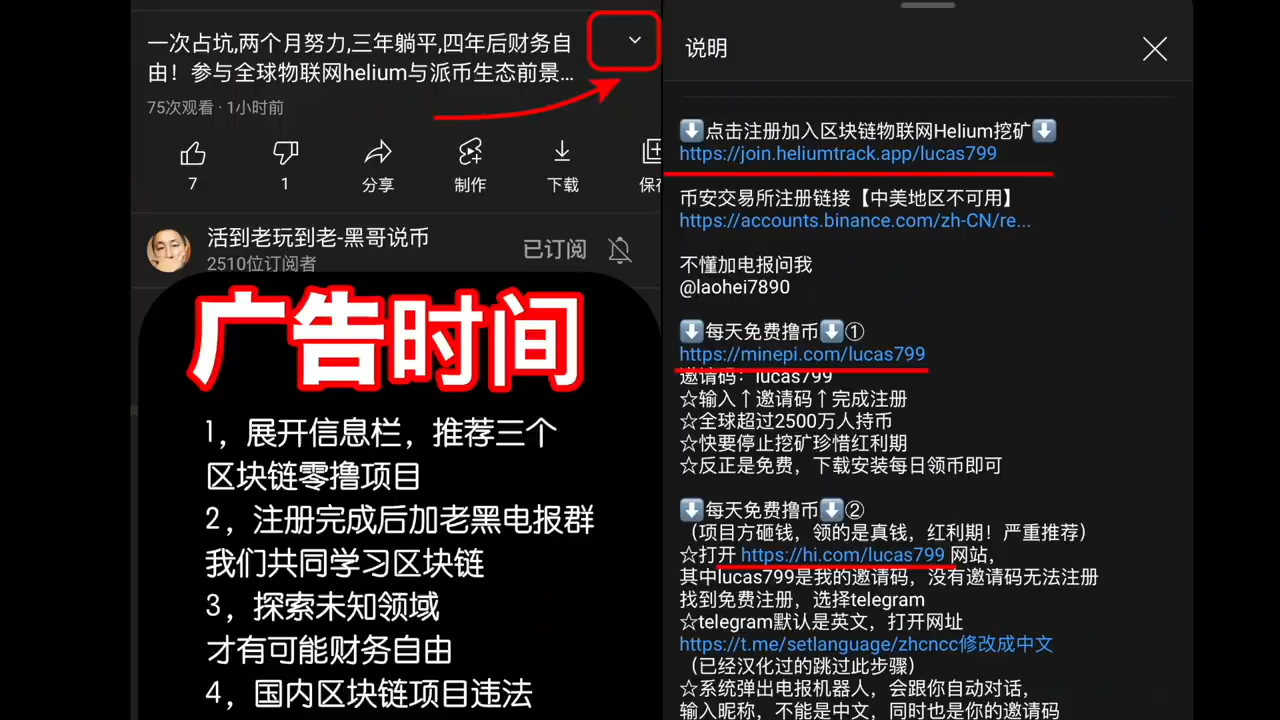 一次占坑,两个月努力,三年躺平,四年后财务自
由！参与全球物联网helium与派币生态前景...
75次观看 · 1小时前
7
1
分享
制作
下载
保存
活到老玩到老-黑哥说币
2510位订阅者
已订阅
广告时间
1，展开信息栏，推荐三个
区块链零撸项目
2，注册完成后加老黑电报群
我们共同学习区块链
3，探索未知领域
才有可能财务自由
4，国内区块链项目违法
说明
⬇️点击注册加入区块链物联网Helium挖矿⬇️
https://join.heliumtrack.app/lucas799
币安交易所注册链接【中美地区不可用】
https://accounts.binance.com/zh-CN/re...
不懂加电报问我
@laohei7890
⬇️每天免费撸币⬇️①
https://minepi.com/lucas799
邀请码：lucas799
☆输入↑邀请码↑完成注册
☆全球超过2500万人持币
☆快要停止挖矿珍惜红利期
☆反正是免费，下载安装每日领币即可
⬇️每天免费撸币⬇️②
（项目方砸钱，领的是真钱，红利期！严重推荐）
☆打开 https://hi.com/lucas799 网站，
其中lucas799是我的邀请码，没有邀请码无法注册
找到免费注册，选择telegram
☆telegram默认是英文，打开网址
https://t.me/setlanguage/zhcncc修改成中文
（已经汉化过的跳过此步骤）
☆系统弹出电报机器人，会跟你自动对话，
输入昵称，不能是中文，同时也是你的邀请码